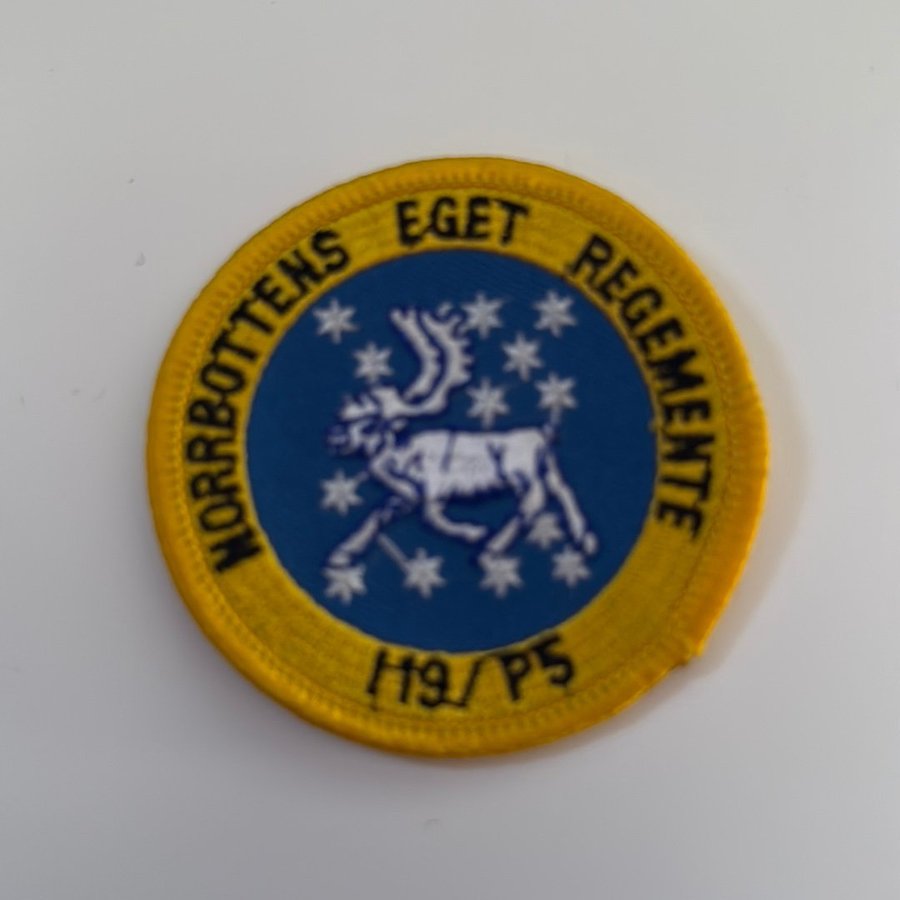 NORRBOTTENS EGET REGEMENTE
I19/P5